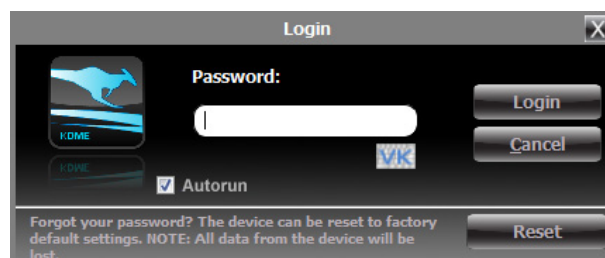 Login
X
Password:
KDME
Login
VK
Cancel
Autorun
Forgot your password? The device can be reset to factory
default settings. NOTE: All data from the device will be
lost
Reset